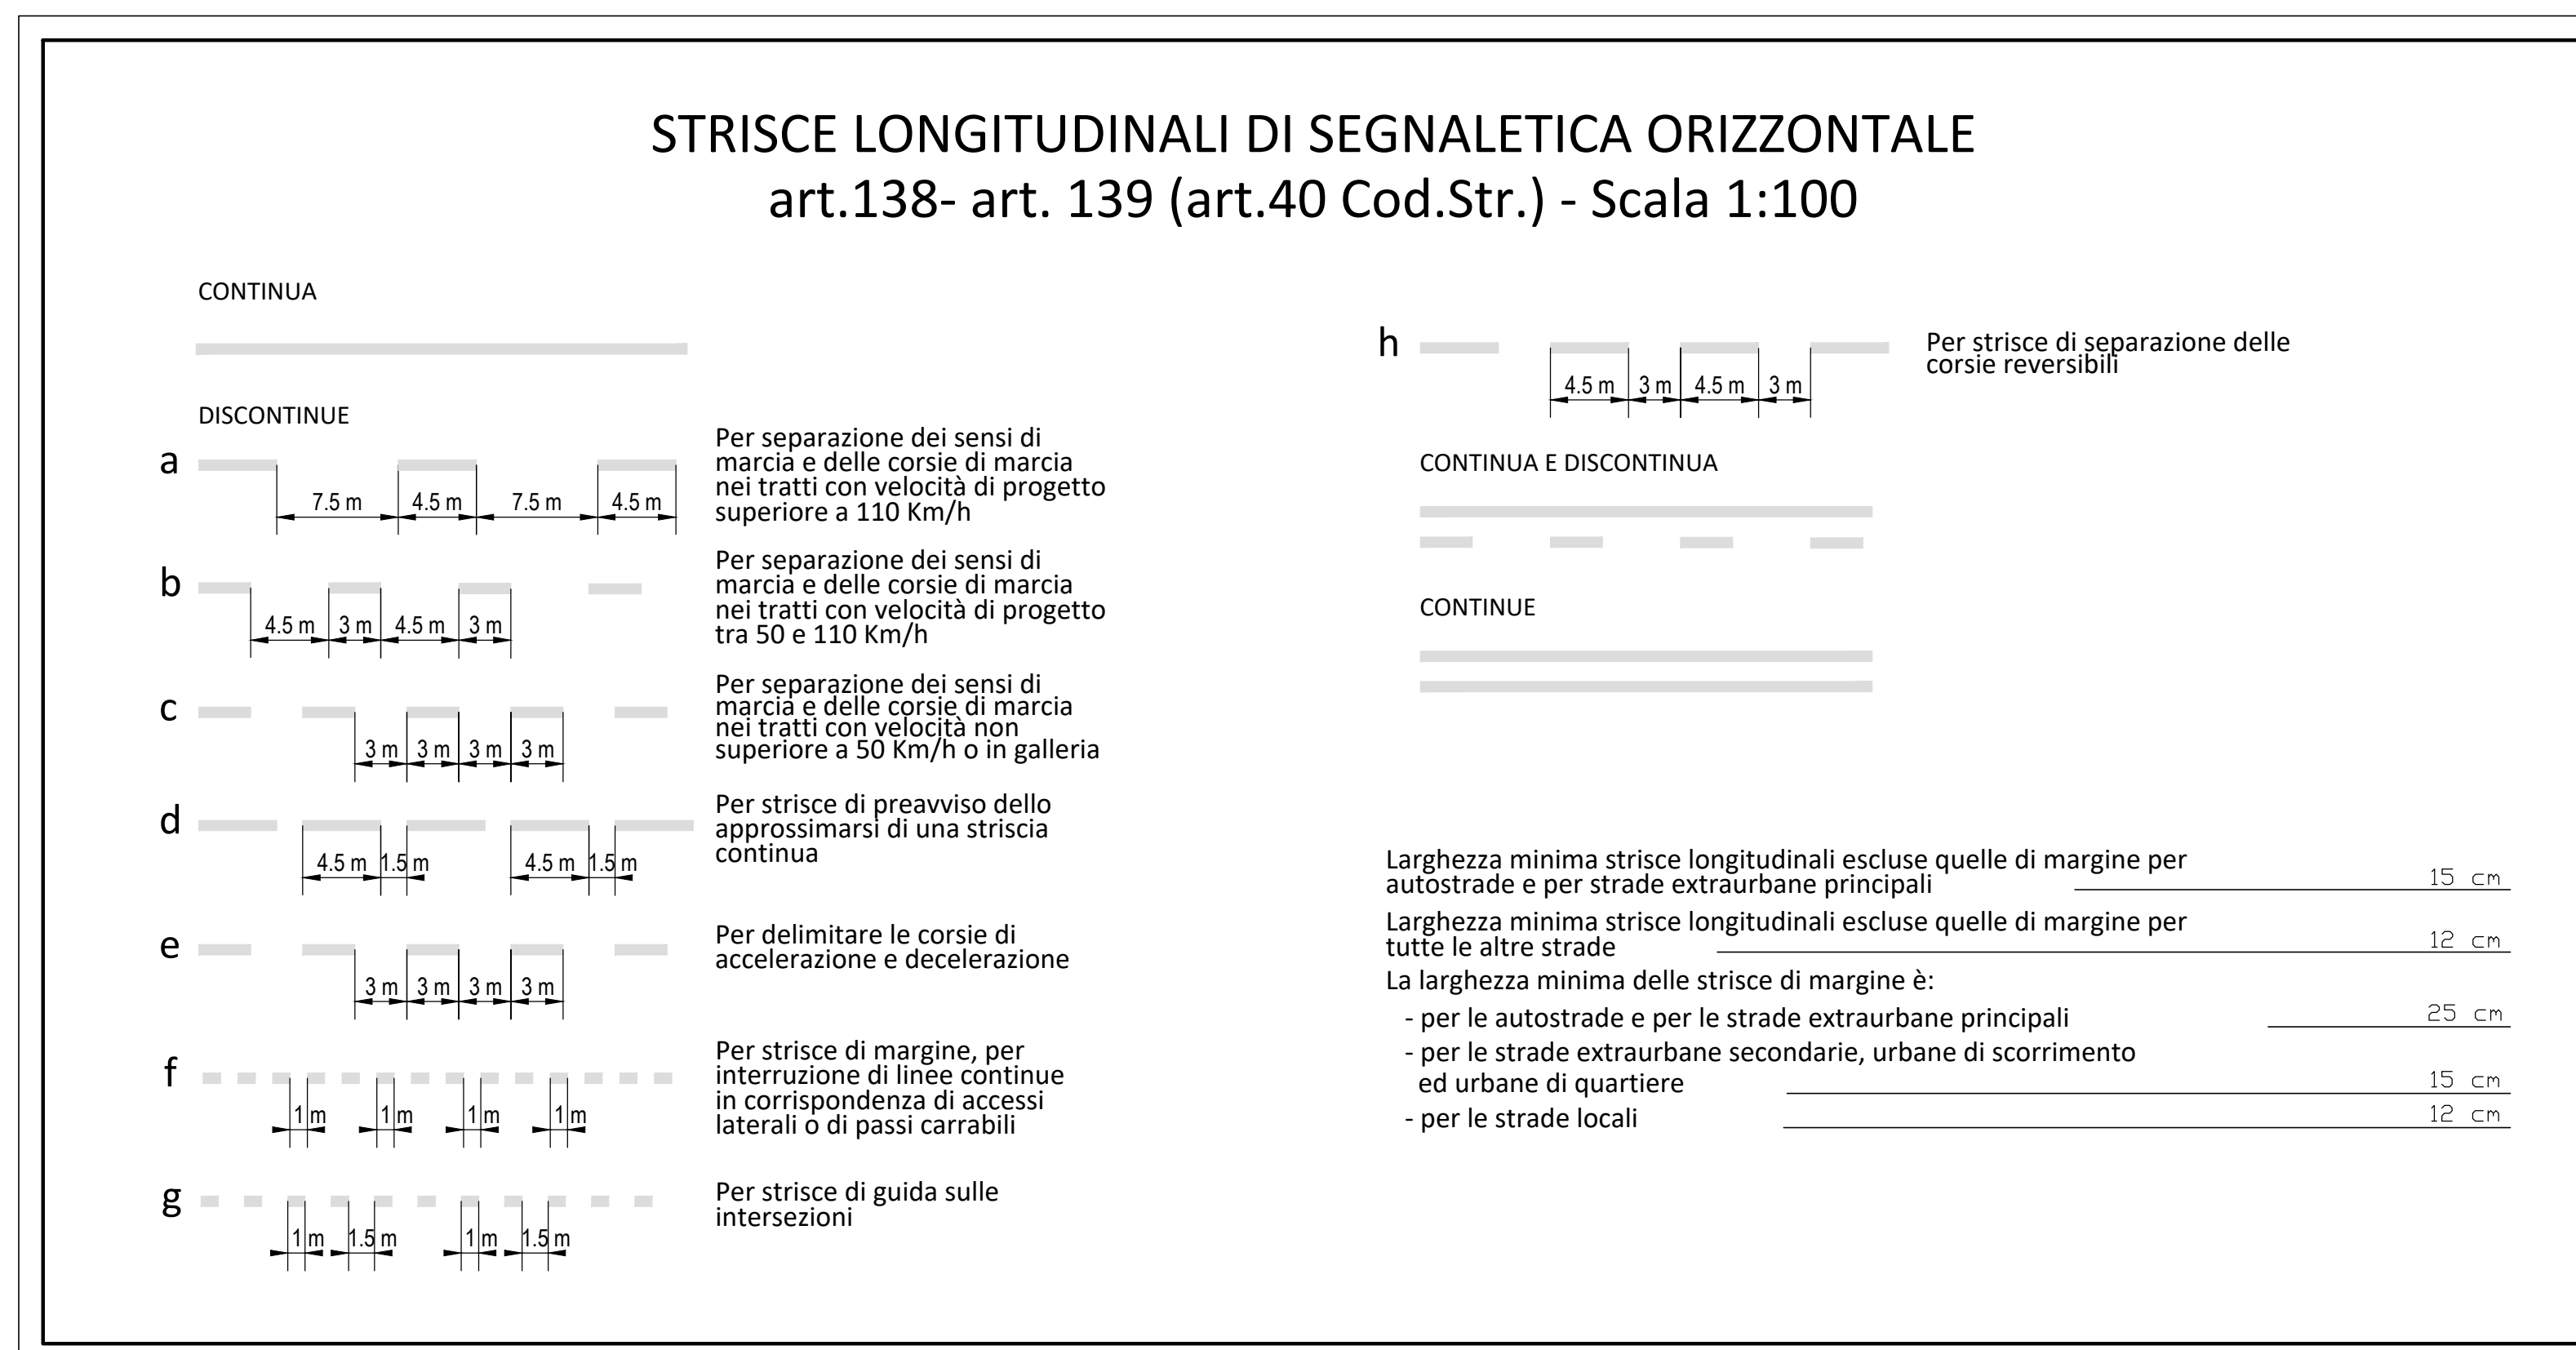 STRISCE LONGITUDINALI DI SEGNALETICA ORIZZONTALE
art.138- art. 139 (art.40 Cod.Str.) - Scala 1:100
CONTINUA
DISCONTINUE
a
7.5 m 4.5 m 7.5 m 4.5 m
Per separazione dei sensi di
marcia e delle corsie di marcia
nei tratti con velocità di progetto
superiore a 110 Km/h
b
4.5 m 3 m 4.5 m 3 m
Per separazione dei sensi di
marcia e delle corsie di marcia
nei tratti con velocità di progetto
tra 50 e 110 Km/h
c
3 m 3 m 3 m 3 m
Per separazione dei sensi di
marcia e delle corsie di marcia
nei tratti con velocità non
superiore a 50 Km/h o in galleria
d
4.5 m 1.5 m 4.5 m 1.5 m
Per strisce di preavviso dello
approssimarsi di una striscia
continua
e
3 m 3 m 3 m 3 m
Per delimitare le corsie di
accelerazione e decelerazione
f
1 m 1 m 1 m 1 m
Per strisce di margine, per
interruzione di linee continue
in corrispondenza di accessi
laterali o di passi carrabili
g
1 m 1.5 m 1 m 1.5 m
Per strisce di guida sulle
intersezioni
h
4.5 m 3 m 4.5 m 3 m
Per strisce di separazione delle
corsie reversibili
CONTINUA E DISCONTINUA
CONTINUE
Larghezza minima strisce longitudinali escluse quelle di margine per
autostrade e per strade extraurbane principali 15 cm
Larghezza minima strisce longitudinali escluse quelle di margine per
tutte le altre strade 12 cm
La larghezza minima delle strisce di margine è:
- per le autostrade e per le strade extraurbane principali 25 cm
- per le strade extraurbane secondarie, urbane di scorrimento
ed urbane di quartiere 15 cm
- per le strade locali 12 cm